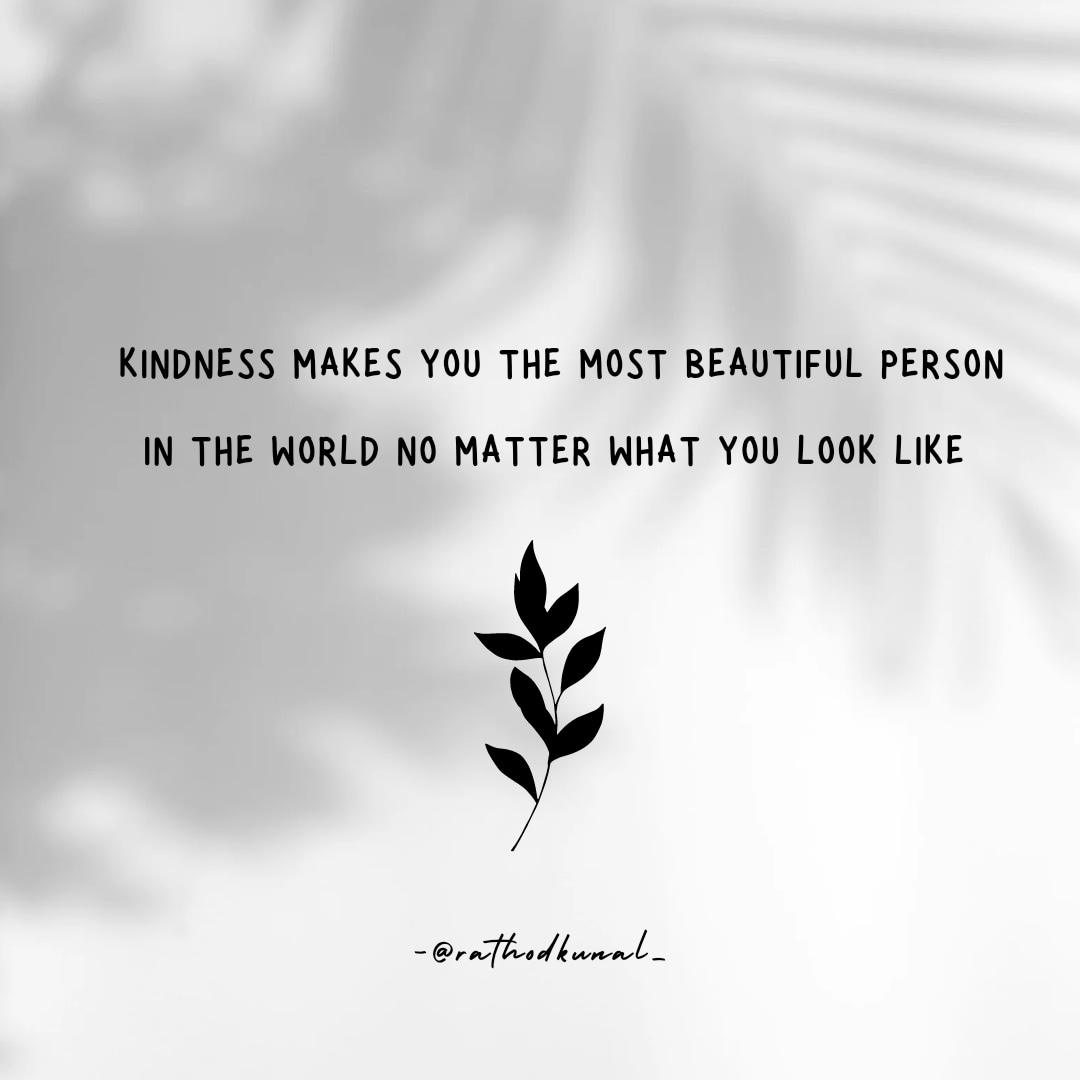 KINDNESS MAKES YOU THE MOST BEAUTIFUL PERSON
IN THE WORLD NO MATTER WHAT YOU LOOK LIKE
-@rathodkunal_